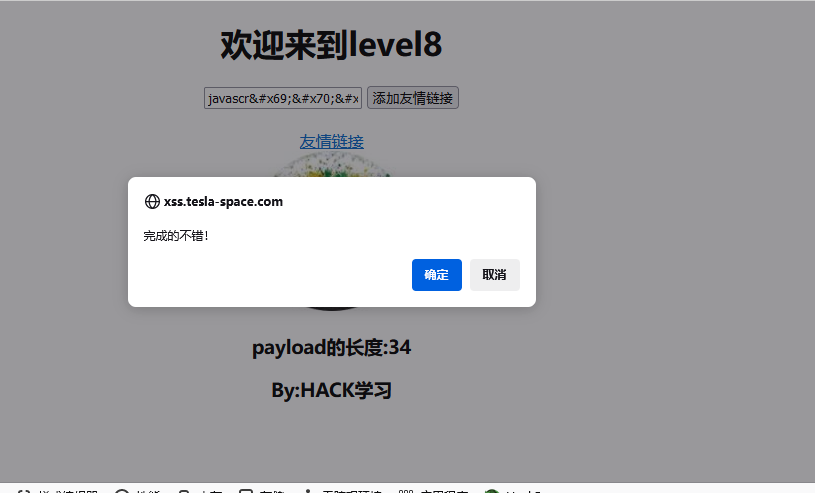 欢迎来到level8
javascr&#x69;&#x70;&#x
添加友情链接
友情链接
xss.tesla-space.com
完成的不错!
确定
取消
payload的长度:34
By:HACK学习